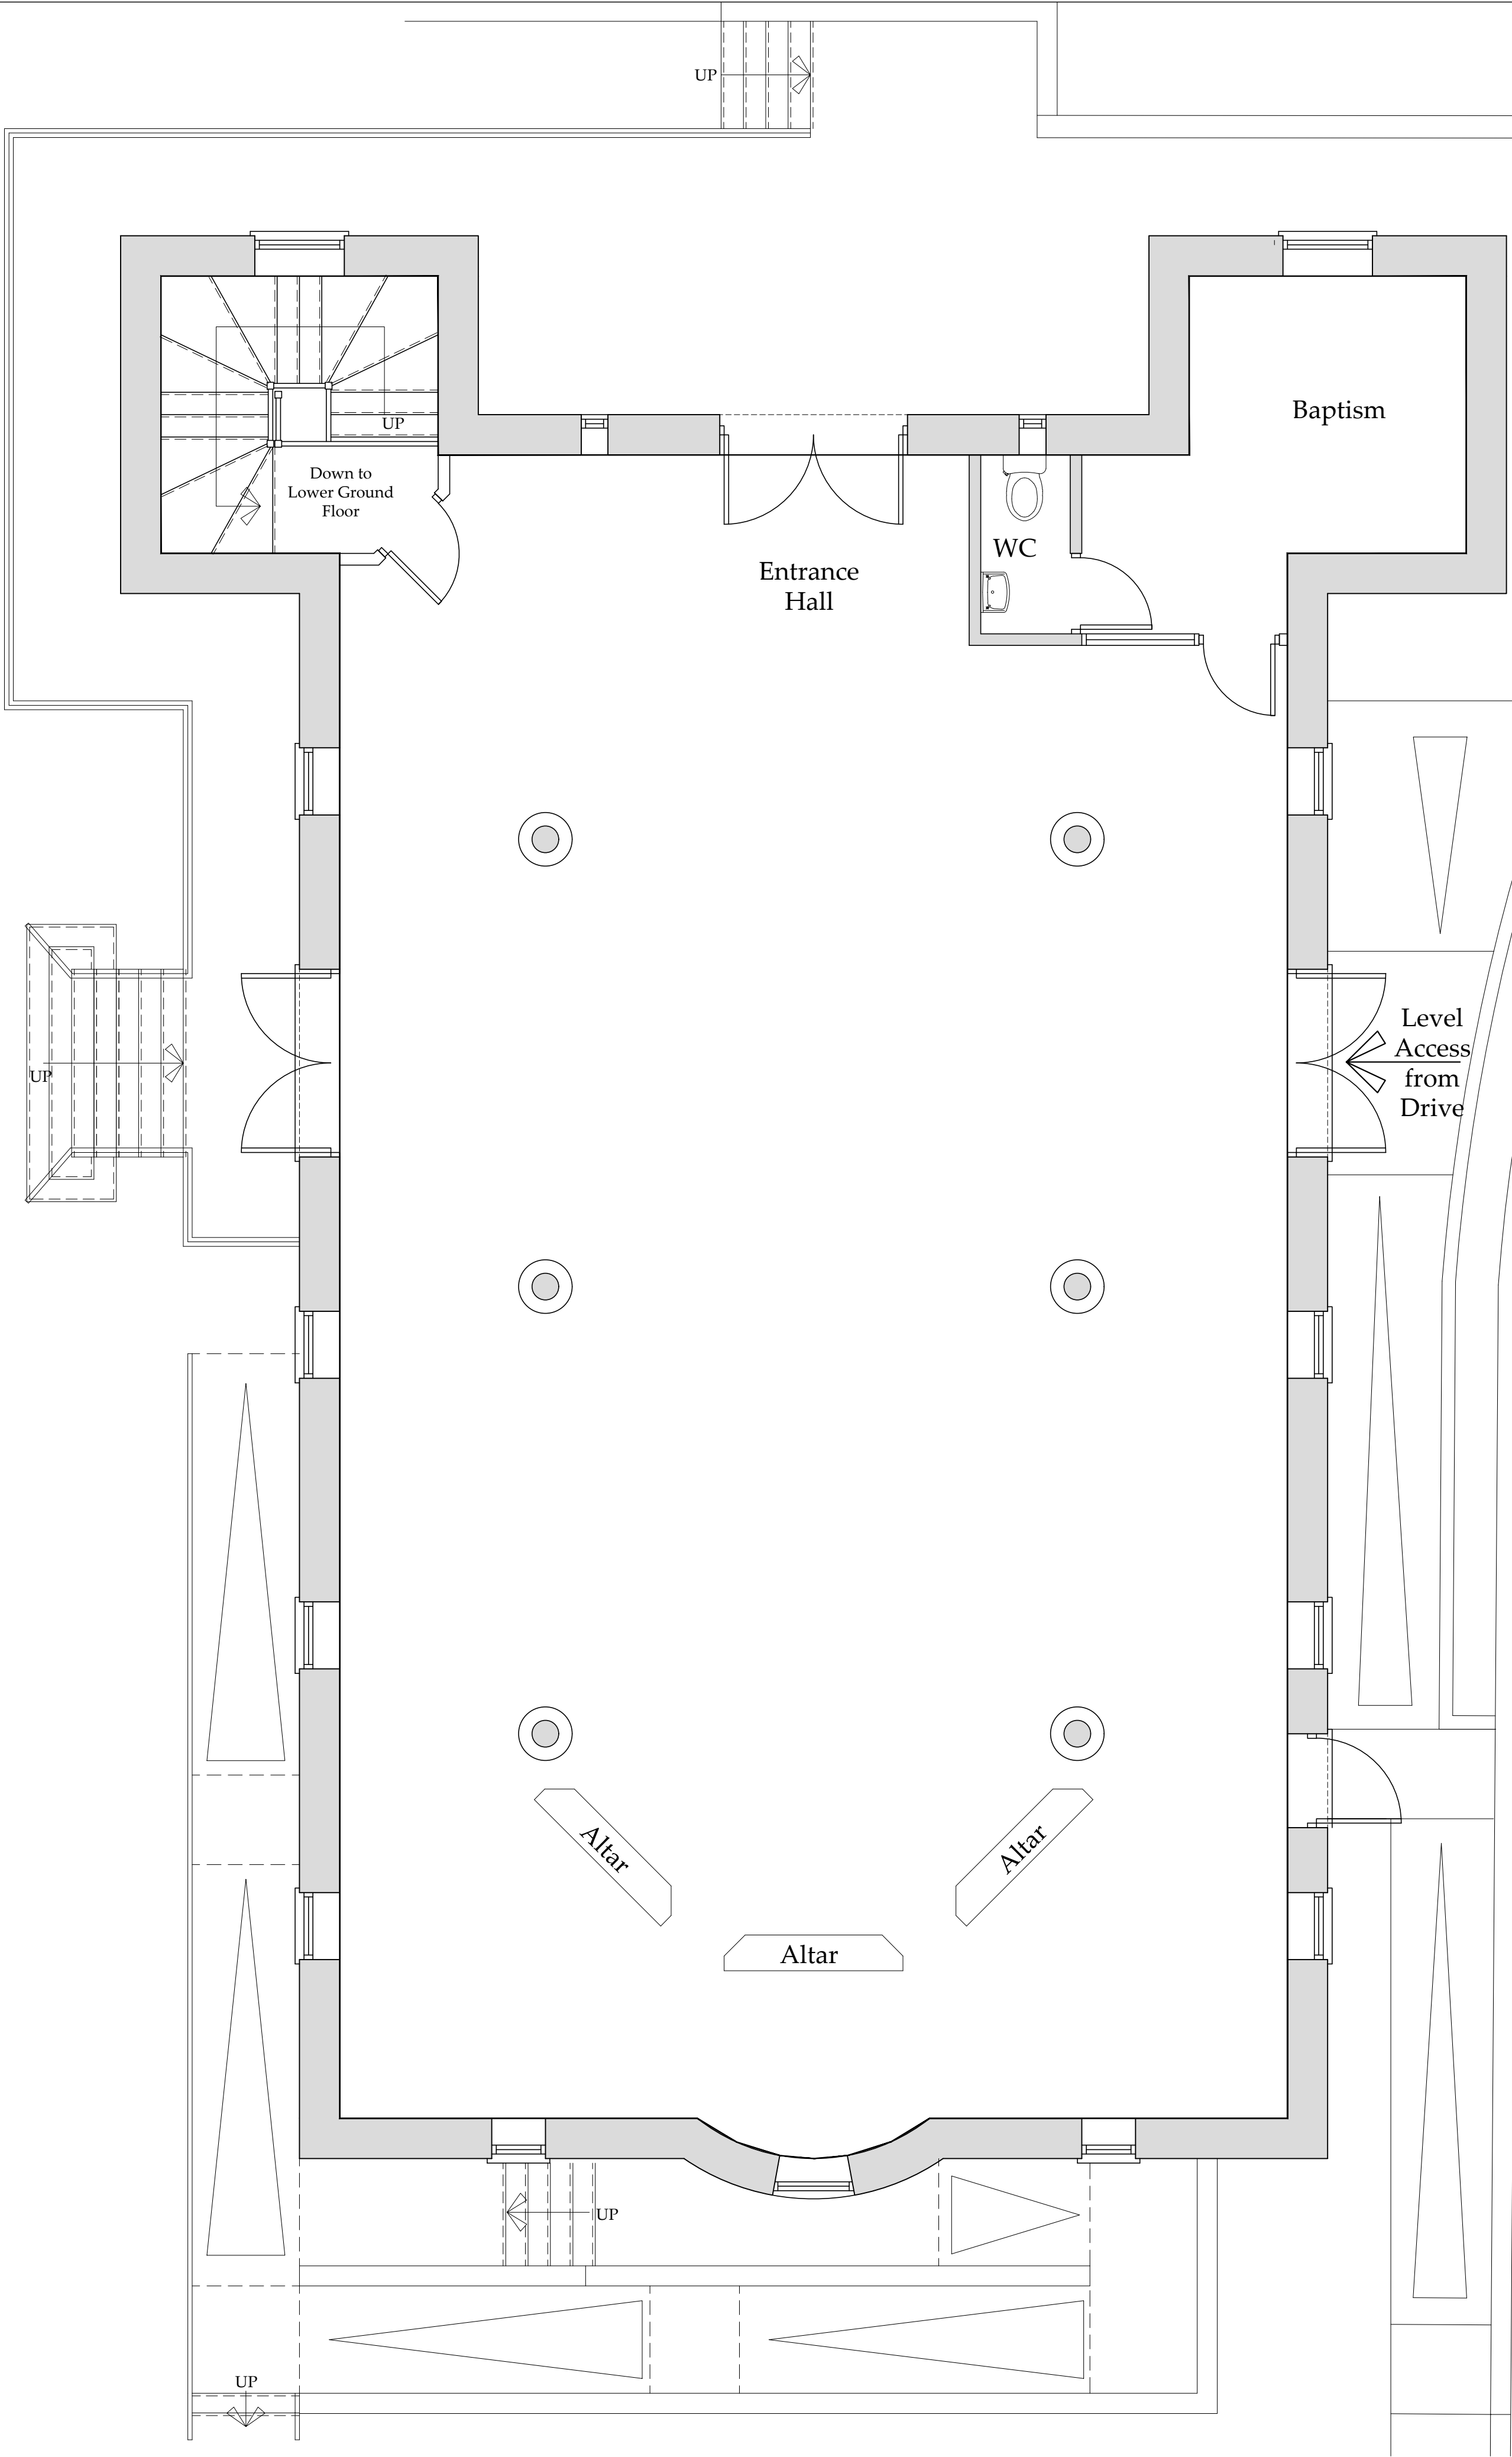 UP
Baptism
UP
Down to
Lower Ground
Floor
WC
Entrance
Hall
Level
Access
from
Drive
UP
Altar
Altar
Altar
UP
UP